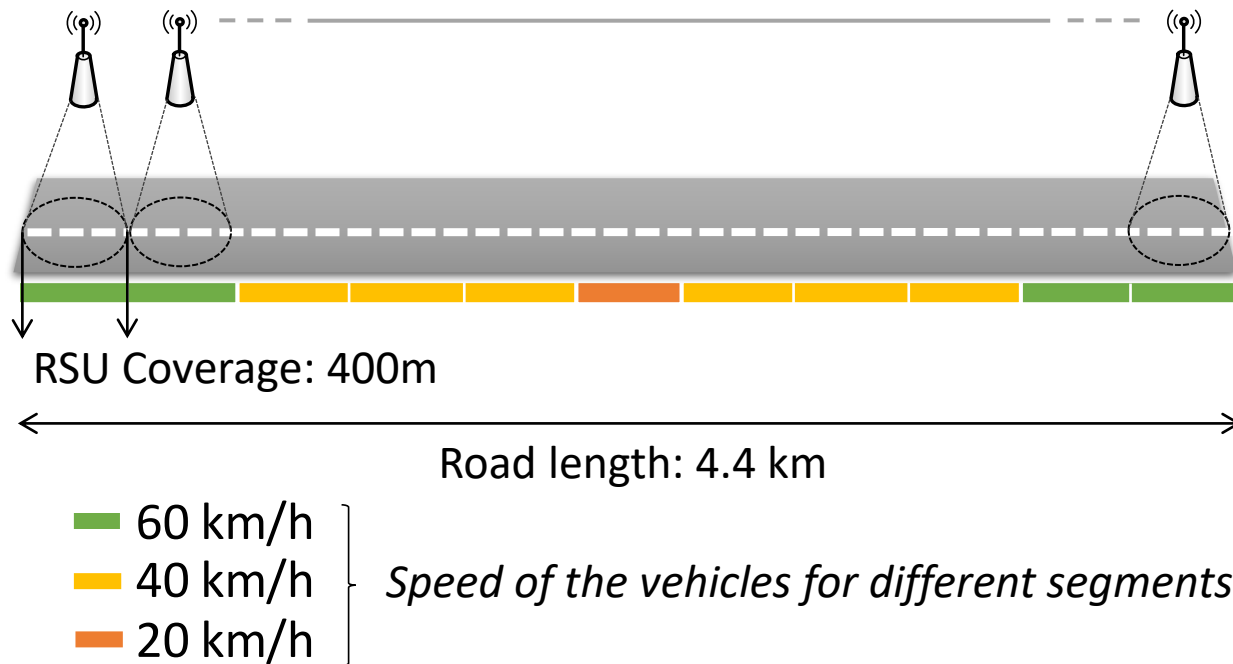 RSU Coverage: 400m
Road length: 4.4 km
60 km/h
40 km/h
20 km/h
Speed of the vehicles for different segments